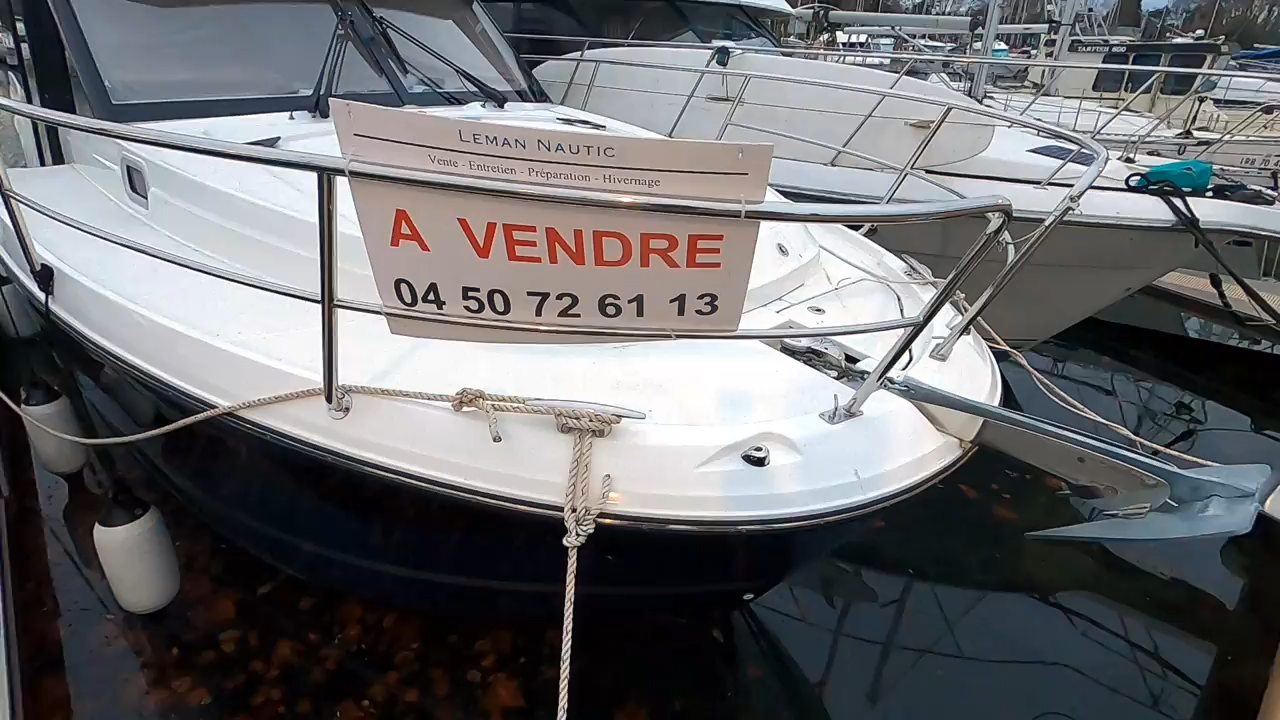 LEMAN NAUTIC
Vente - Entretien - Préparation - Hivernage
A VENDRE
04 50 72 61 13